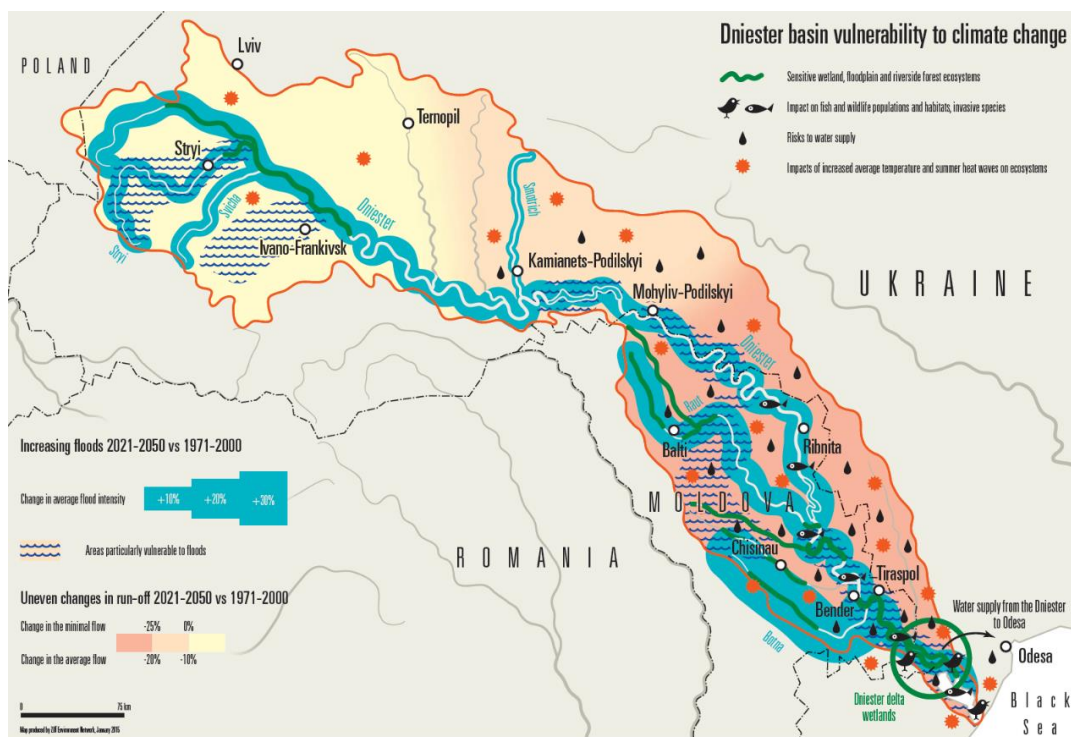 Dniester basin vulnerability to climate change
Sensitive wetland, floodplain and riverside forest ecosystems
Impact on fish and wildlife populations and habitats, invasive species
Risks to water supply
Impacts of increased average temperature and summer heat waves on ecosystems
POLAND
Lviv
Ternopil
Stryi
Svicha
Dniester
Smotrich
Ivano-Frankivsk
Stryi
Kamianets-Podilskyi
Mohyliv-Podilskyi
UKRAINE
Dniester
Raut
Balti
Ribnita
MOLDOVA
ROMANIA
Chisinau
Tiraspol
Bender
Botna
Water supply from the Dniester
to Odesa
Odesa
Dniester delta
wetlands
Black
Sea
Increasing floods 2021-2050 vs 1971-2000
Change in average flood intensity
+10%
+20%
+30%
Areas particularly vulnerable to floods
Uneven changes in run-off 2021-2050 vs 1971-2000
Change in the minimal flow
-25%
0%
Change in the average flow
-20%
-10%
0
75 km
Map produced by ZOI Environment Network, January 2015